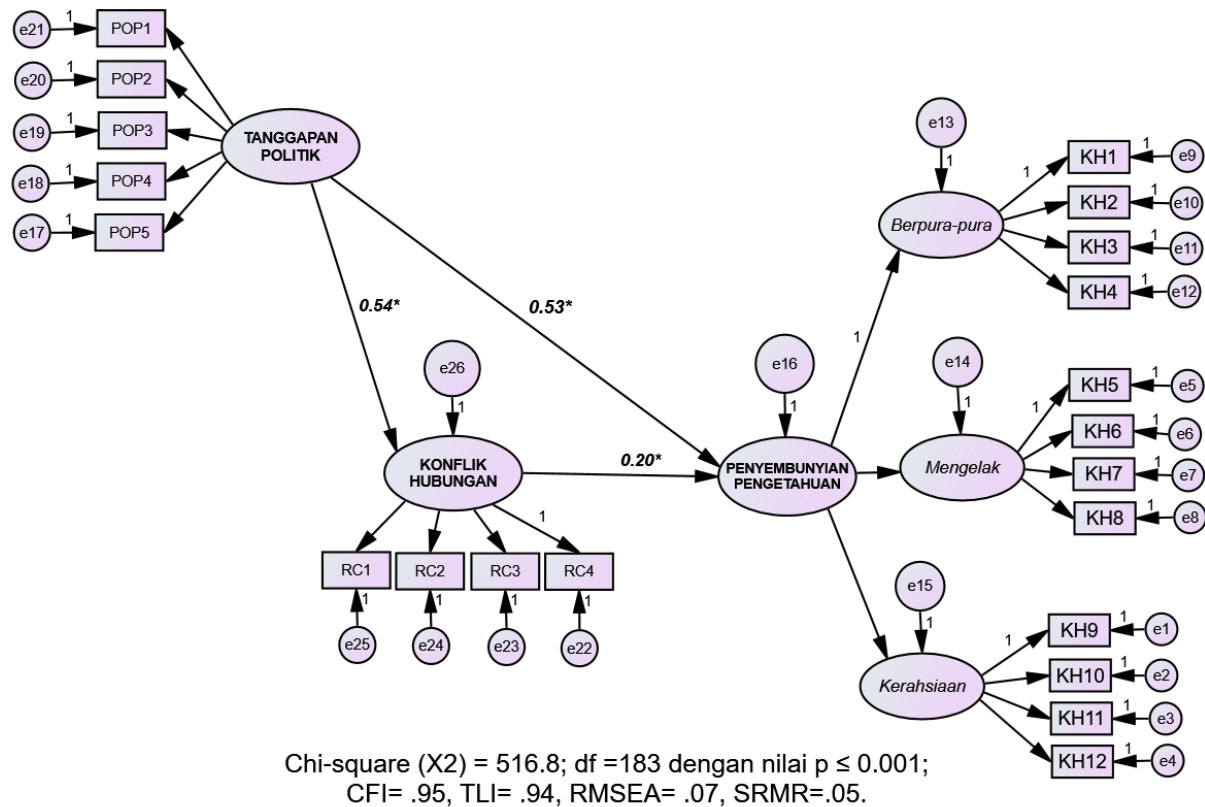 e21
1
POP1
e20
1
POP2
e19
1
POP3
e18
1
POP4
e17
1
POP5
TANGGAPAN
POLITIK
0.54*
0.53*
e26
1
KONFLIK
HUBUNGAN
0.20*
1
RC1
RC2
RC3
RC4
1
1
1
1
e25
e24
e23
e22
e16
1
PENYEMBUNYIAN
PENGETAHUAN
1
e13
1
Berpura-pura
1
KH1
1
e9
KH2
1
e10
KH3
1
e11
KH4
1
e12
e14
1
Mengelak
1
KH5
1
e5
KH6
1
e6
KH7
1
e7
KH8
1
e8
e15
1
Kerahsiaan
1
KH9
1
e1
KH10
1
e2
KH11
1
e3
KH12
1
e4
Chi-square (X2) = 516.8; df =183 dengan nilai p ≤ 0.001;
CFI= .95, TLI= .94, RMSEA= .07, SRMR=.05.